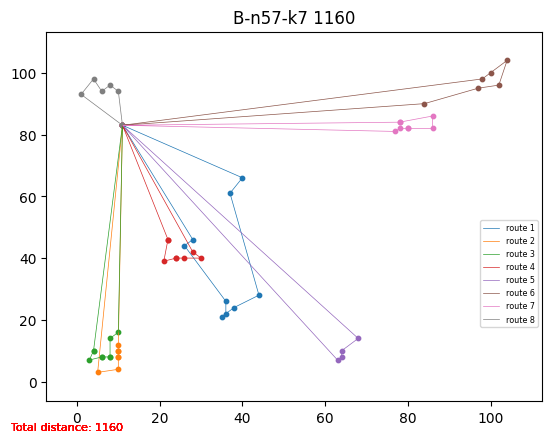 B-n57-k7 1160
100
80
60
40
20
0
route 1
route 2
route 3
route 4
route 5
route 6
route 7
route 8
0 20 40 60 80 100
Total distance: 1160